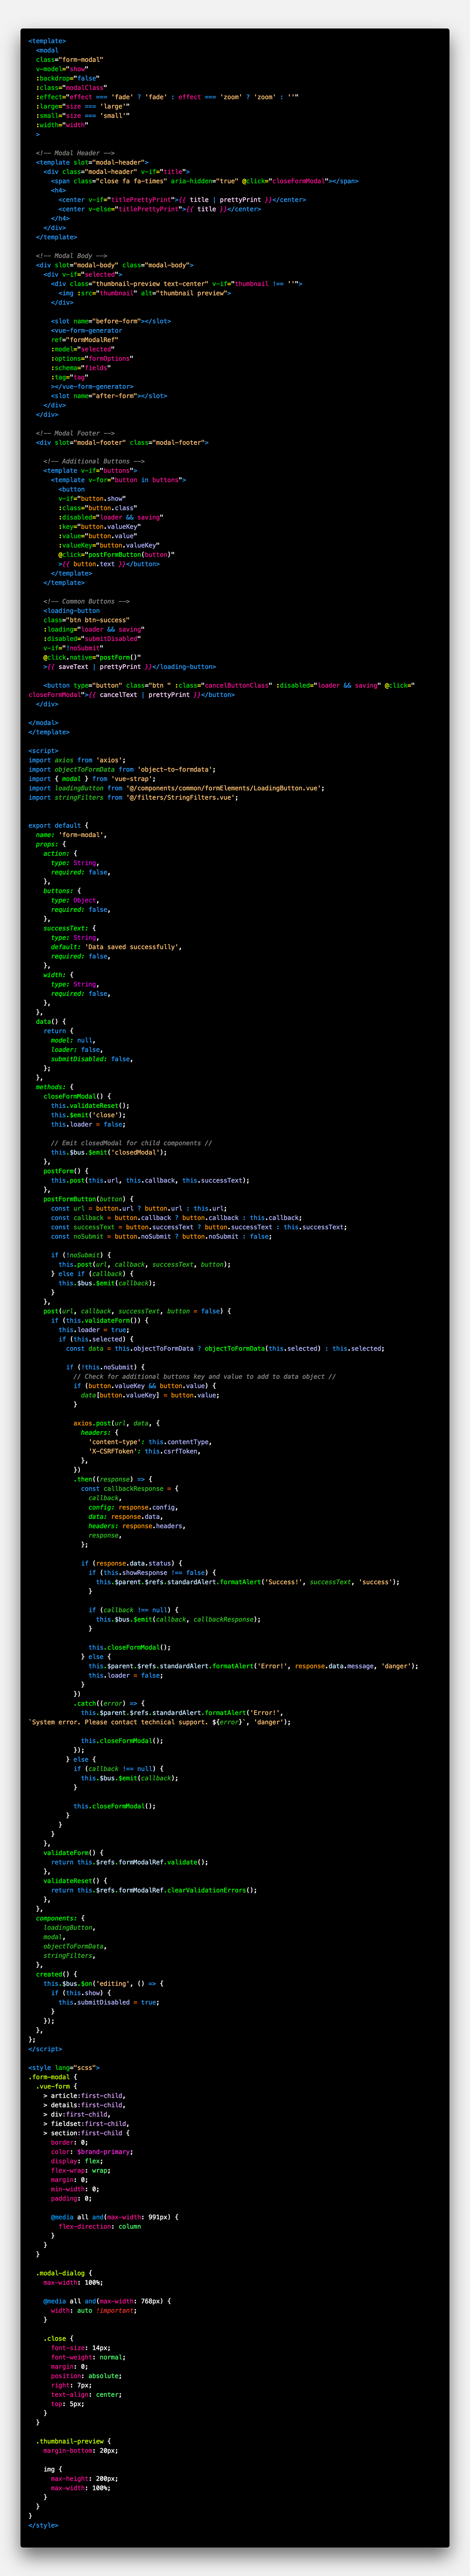 <template>
  <modal
  class="form-modal"
  v-model="show"
  :backdrop="false"
  :class="modalClass"
  :effect="effect === 'fade' ? 'fade' : effect === 'zoom' ? 'zoom' : ''"
  :large="size === 'large'"
  :small="size === 'small'"
  :width="width"
  >

  <!-- Modal Header -->
  <template slot="modal-header">
    <div class="modal-header" v-if="title">
      <span class="close fa fa-times" aria-hidden="true" @click="closeFormModal"></span>
      <h4>
        <center v-if="titlePrettyPrint">{{ title | prettyPrint }}</center>
        <center v-else="titlePrettyPrint">{{ title }}</center>
      </h4>
    </div>
  </template>

  <!-- Modal Body -->
  <div slot="modal-body" class="modal-body">
    <div v-if="selected">
      <div class="thumbnail-preview text-center" v-if="thumbnail !== ''">
        <img :src="thumbnail" alt="thumbnail preview">
      </div>

      <slot name="before-form"></slot>
      <vue-form-generator
      ref="formModalRef"
      :model="selected"
      :options="formOptions"
      :schema="fields"
      :tag="tag"
      ></vue-form-generator>
      <slot name="after-form"></slot>
    </div>
  </div>

  <!-- Modal Footer -->
  <div slot="modal-footer" class="modal-footer">

    <!-- Additional Buttons -->
    <template v-if="buttons">
      <template v-for="button in buttons">
        <button
        v-if="button.show"
        :class="button.class"
        :disabled="loader && saving"
        :key="button.valueKey"
        :value="button.value"
        :valueKey="button.valueKey"
        @click="postFormButton(button)"
        >{{ button.text }}</button>
      </template>
    </template>

    <!-- Common Buttons -->
    <loading-button
    class="btn btn-success"
    :loading="loader && saving"
    :disabled="submitDisabled"
    v-if="!noSubmit"
    @click.native="postForm()"
    >{{ saveText | prettyPrint }}</loading-button>

    <button type="button" class="btn " :class="cancelButtonClass" :disabled="loader && saving" @click="
closeFormModal">{{ cancelText | prettyPrint }}</button>
  </div>

</modal>
</template>

<script>
import axios from 'axios';
import objectToFormData from 'object-to-formdata';
import { modal } from 'vue-strap';
import loadingButton from '@/components/common/formElements/LoadingButton.vue';
import stringFilters from '@/filters/StringFilters.vue';


export default {
  name: 'form-modal',
  props: {
    action: {
      type: String,
      required: false,
    },
    buttons: {
      type: Object,
      required: false,
    },
    successText: {
      type: String,
      default: 'Data saved successfully',
      required: false,
    },
    width: {
      type: String,
      required: false,
    },
  },
  data() {
    return {
      model: null,
      loader: false,
      submitDisabled: false,
    };
  },
  methods: {
    closeFormModal() {
      this.validateReset();
      this.$emit('close');
      this.loader = false;

      // Emit closedModal for child components //
      this.$bus.$emit('closedModal');
    },
    postForm() {
      this.post(this.url, this.callback, this.successText);
    },
    postFormButton(button) {
      const url = button.url ? button.url : this.url;
      const callback = button.callback ? button.callback : this.callback;
      const successText = button.successText ? button.successText : this.successText;
      const noSubmit = button.noSubmit ? button.noSubmit : false;

      if (!noSubmit) {
        this.post(url, callback, successText, button);
      } else if (callback) {
        this.$bus.$emit(callback);
      }
    },
    post(url, callback, successText, button = false) {
      if (this.validateForm()) {
        this.loader = true;
        if (this.selected) {
          const data = this.objectToFormData ? objectToFormData(this.selected) : this.selected;

          if (!this.noSubmit) {
            // Check for additional buttons key and value to add to data object //
            if (button.valueKey && button.value) {
              data[button.valueKey] = button.value;
            }

            axios.post(url, data, {
              headers: {
                'content-type': this.contentType,
                'X-CSRFToken': this.csrfToken,
              },
            })
            .then((response) => {
              const callbackResponse = {
                callback,
                config: response.config,
                data: response.data,
                headers: response.headers,
                response,
              };

              if (response.data.status) {
                if (this.showResponse !== false) {
                  this.$parent.$refs.standardAlert.formatAlert('Success!', successText, 'success');
                }

                if (callback !== null) {
                  this.$bus.$emit(callback, callbackResponse);
                }

                this.closeFormModal();
              } else {
                this.$parent.$refs.standardAlert.formatAlert('Error!', response.data.message, 'danger');
                this.loader = false;
              }
            })
            .catch((error) => {
              this.$parent.$refs.standardAlert.formatAlert('Error!',
`System error. Please contact technical support. ${error}`, 'danger');

              this.closeFormModal();
            });
          } else {
            if (callback !== null) {
              this.$bus.$emit(callback);
            }

            this.closeFormModal();
          }
        }
      }
    },
    validateForm() {
      return this.$refs.formModalRef.validate();
    },
    validateReset() {
      return this.$refs.formModalRef.clearValidationErrors();
    },
  },
  components: {
    loadingButton,
    modal,
    objectToFormData,
    stringFilters,
  },
  created() {
    this.$bus.$on('editing', () => {
      if (this.show) {
        this.submitDisabled = true;
      }
    });
  },
};
</script>

<style lang="scss">
.form-modal {
  .vue-form {
    > article:first-child,
    > details:first-child,
    > div:first-child,
    > fieldset:first-child,
    > section:first-child {
      border: 0;
      color: $brand-primary;
      display: flex;
      flex-wrap: wrap;
      margin: 0;
      min-width: 0;
      padding: 0;

      @media all and(max-width: 991px) {
        flex-direction: column
      }
    }
  }

  .modal-dialog {
    max-width: 100%;

    @media all and(max-width: 768px) {
      width: auto !important;
    }

    .close {
      font-size: 14px;
      font-weight: normal;
      margin: 0;
      position: absolute;
      right: 7px;
      text-align: center;
      top: 5px;
    }
  }

  .thumbnail-preview {
    margin-bottom: 20px;

    img {
      max-height: 200px;
      max-width: 100%;
    }
  }
}
</style>